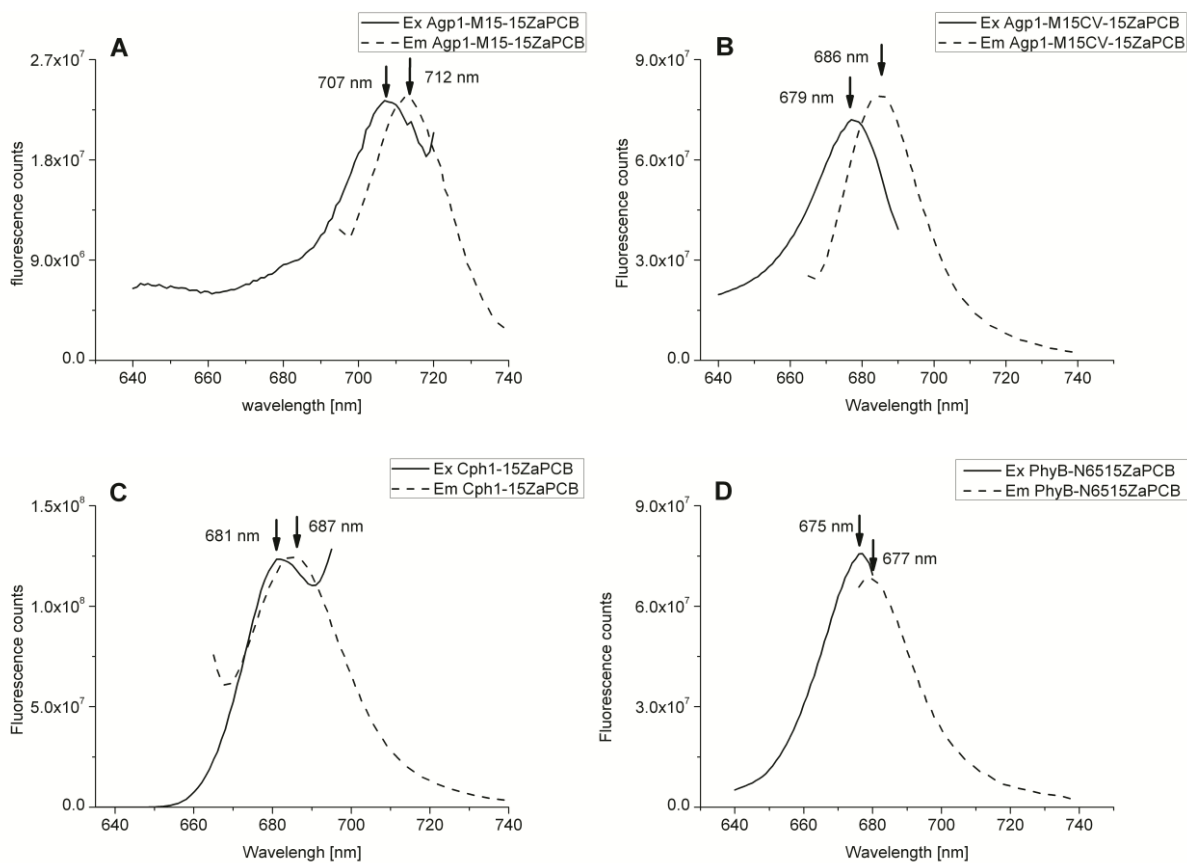 A
Ex Agp1-M15-15ZaPCB
Em Agp1-M15-15ZaPCB
2.7x10⁷
1.8x10⁷
9.0x10⁶
0.0
fluorescence counts
707 nm
712 nm
640 660 680 700 720 740
wavelength [nm]
B
Ex Agp1-M15CV-15ZaPCB
Em Agp1-M15CV-15ZaPCB
9.0x10⁷
6.0x10⁷
3.0x10⁷
0.0
Fluorescence counts
686 nm
679 nm
640 660 680 700 720 740
Wavelength [nm]
C
Ex Cph1-15ZaPCB
Em Cph1-15ZaPCB
1.5x10⁸
1.0x10⁸
5.0x10⁷
0.0
Fluorescence counts
681 nm
687 nm
640 660 680 700 720 740
Wavelengh [nm]
D
Ex PhyB-N6515ZaPCB
Em PhyB-N6515ZaPCB
9.0x10⁷
6.0x10⁷
3.0x10⁷
0.0
Fluorescence counts
675 nm
677 nm
640 660 680 700 720 740
Wavelength [nm]